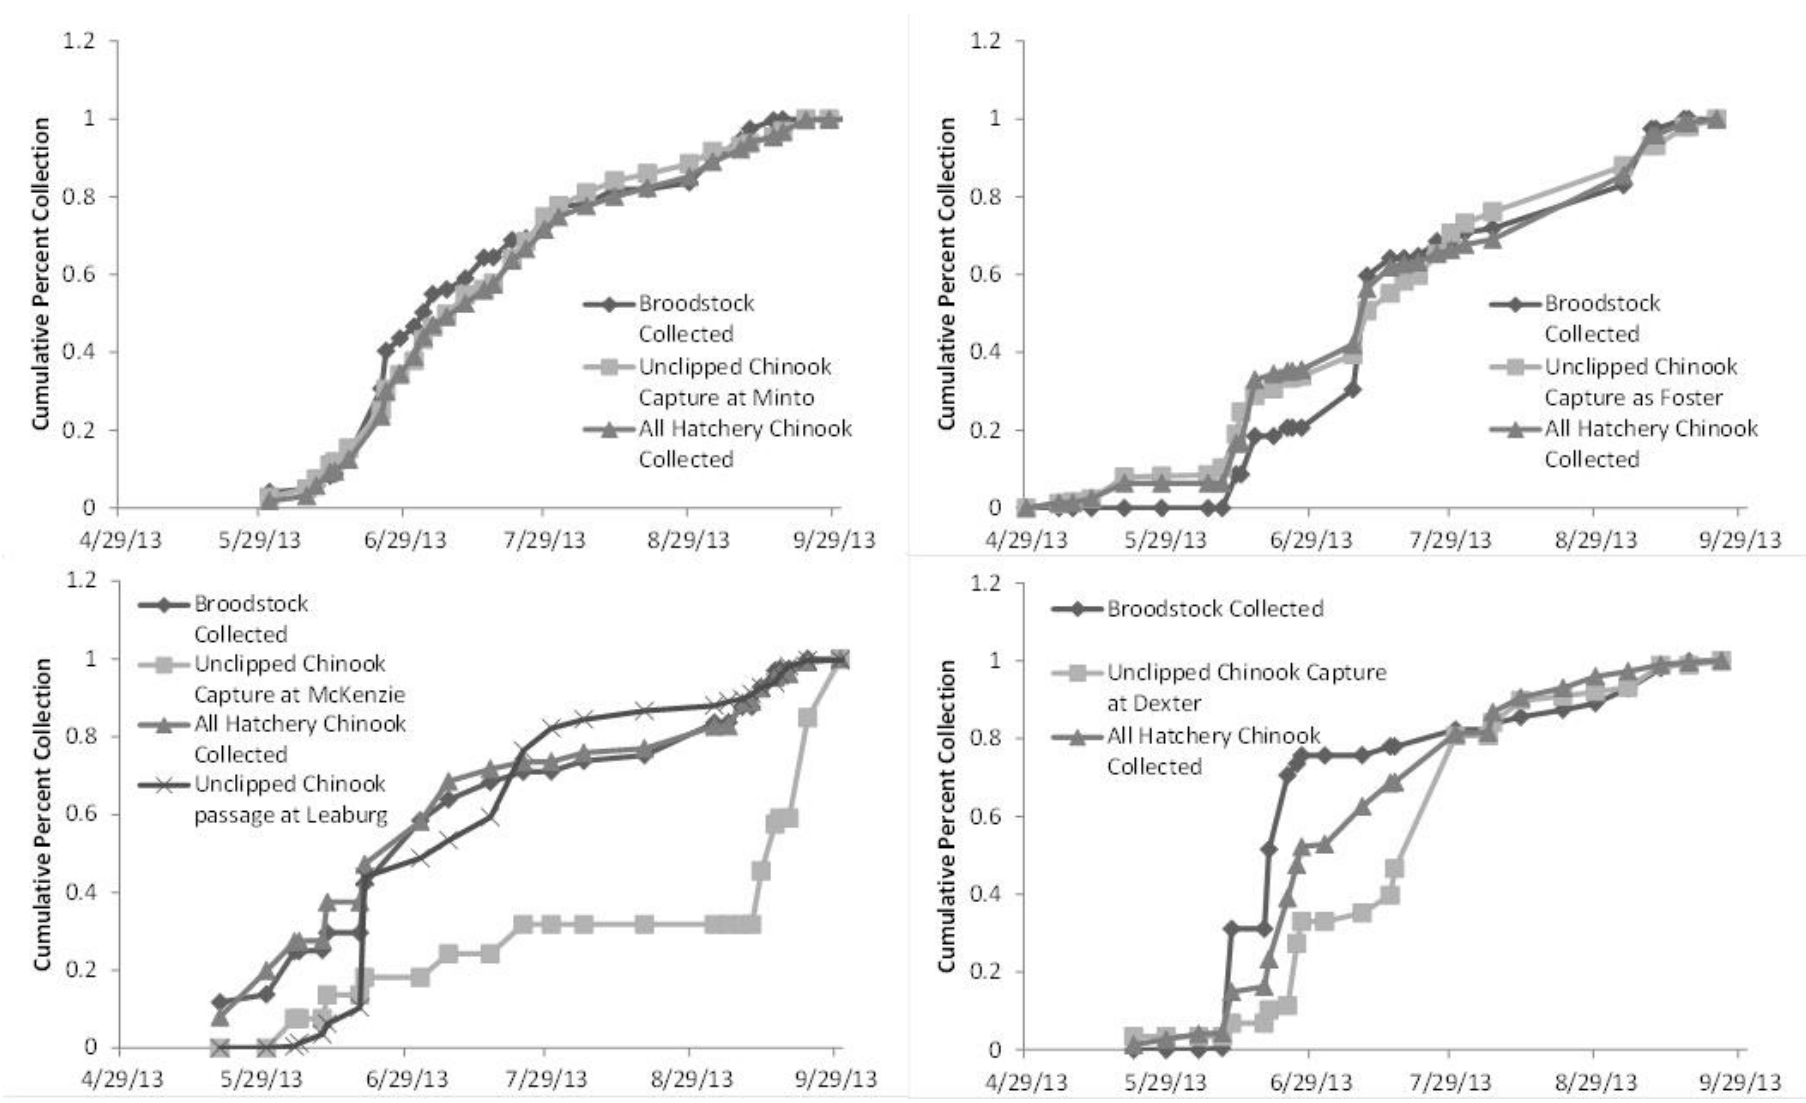 1.2
1
0.8
0.6
0.4
0.2
0
Cumulative Percent Collection
4/29/13 5/29/13 6/29/13 7/29/13 8/29/13 9/29/13
Broodstock
Collected
Unclipped Chinook
Capture at Minto
All Hatchery Chinook
Collected
1.2
1
0.8
0.6
0.4
0.2
0
Cumulative Percent Collection
4/29/13 5/29/13 6/29/13 7/29/13 8/29/13 9/29/13
Broodstock
Collected
Unclipped Chinook
Capture as Foster
All Hatchery Chinook
Collected
1.2
1
0.8
0.6
0.4
0.2
0
Cumulative Percent Collection
4/29/13 5/29/13 6/29/13 7/29/13 8/29/13 9/29/13
Broodstock
Collected
Unclipped Chinook
Capture at McKenzie
All Hatchery Chinook
Collected
Unclipped Chinook
passage at Leaburg
1.2
1
0.8
0.6
0.4
0.2
0
Cumulative Percent Collection
4/29/13 5/29/13 6/29/13 7/29/13 8/29/13 9/29/13
Broodstock Collected
Unclipped Chinook Capture
at Dexter
All Hatchery Chinook
Collected